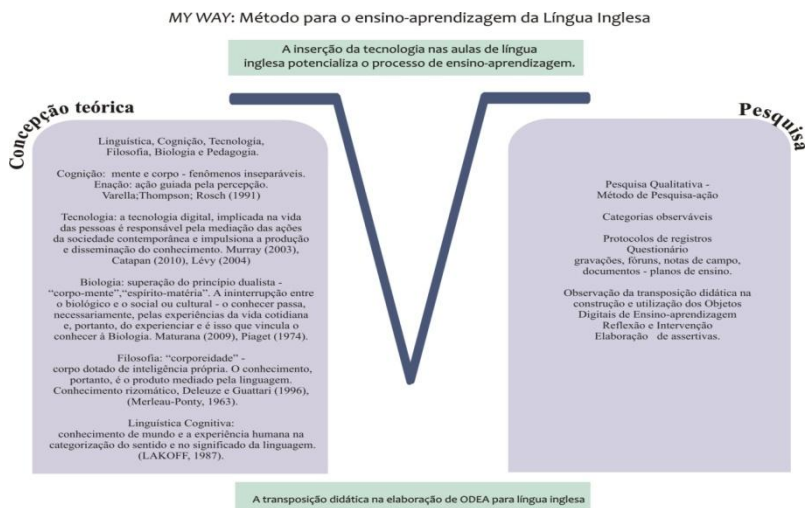 MY WAY: Método para o ensino-aprendizagem da Língua Inglesa
A inserção da tecnologia nas aulas de língua
inglesa potencializa o processo de ensino-aprendizagem.
Concepção teórica
Linguística, Cognição, Tecnologia,
Filosofia, Biologia e Pedagogia.
Cognição: mente e corpo - fenômenos inseparáveis.
Enação: ação guiada pela percepção.
Varella;Thompson; Rosch (1991)
Tecnologia: a tecnologia digital, implicada na vida
das pessoas é responsável pela mediação das ações
da sociedade contemporânea e impulsiona a produção
e disseminação do conhecimento. Murray (2003),
Catapan (2010), Lévy (2004)
Biologia: superação do princípio dualista -
“corpo-mente”,“espírito-matéria”. A ininterrupção entre
o biológico e o social ou cultural - o conhecer passa,
necessariamente, pelas experiências da vida cotidiana
e, portanto, do experienciar e é isso que vincula o
conhecer à Biologia. Maturana (2009), Piaget (1974).
Filosofia: “corporeidade” -
corpo dotado de inteligência própria. O conhecimento,
portanto, é o produto mediado pela linguagem.
Conhecimento rizomático, Deleuze e Guattari (1996),
(Merleau-Ponty, 1963).
Linguística Cognitiva:
conhecimento de mundo e a experiência humana na
categorização do sentido e no significado da linguagem.
(LAKOFF, 1987).
Pesquisa
Pesquisa Qualitativa -
Método de Pesquisa-ação
Categorias observáveis
Protocolos de registros
Questionário
gravações, fóruns, notas de campo,
documentos - planos de ensino.
Observação da transposição didática na
construção e utilização dos Objetos
Digitais de Ensino-aprendizagem
Reflexão e Intervenção
Elaboração de assertivas.
A transposição didática na elaboração de ODEA para língua inglesa